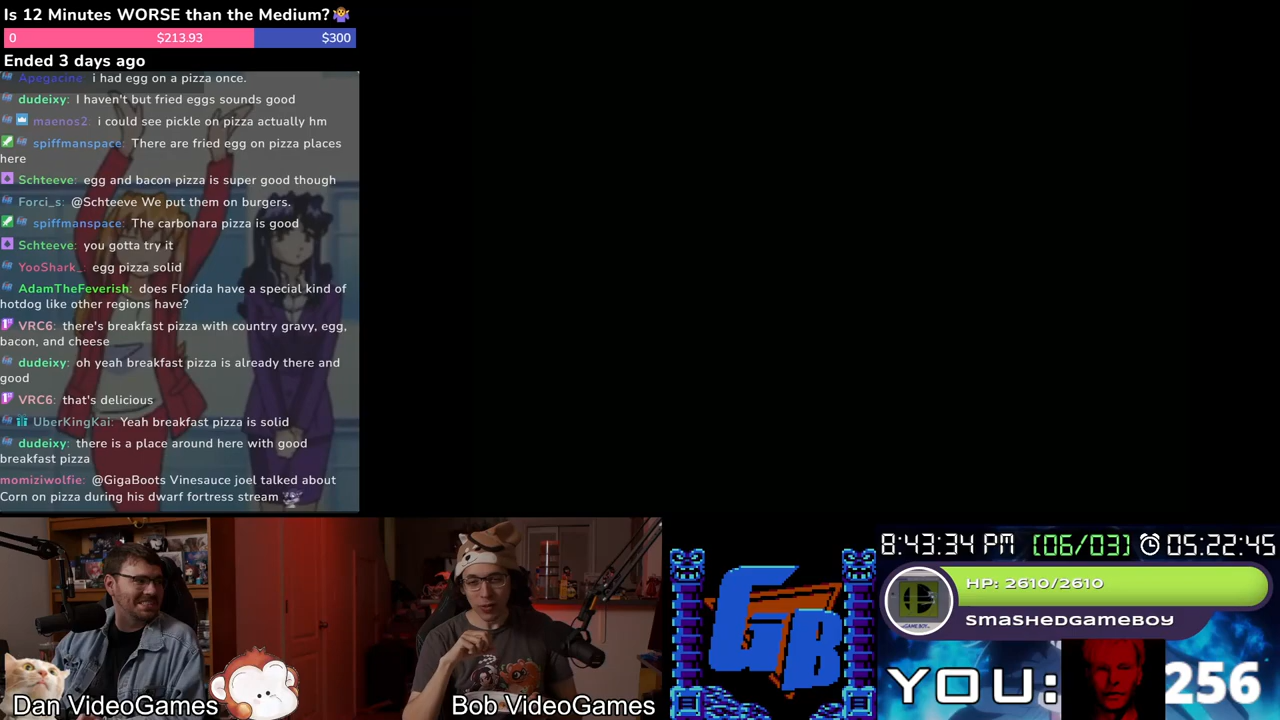 Is 12 Minutes WORSE than the Medium?🤷
0 $213.93 $300
Ended 3 days ago
Apegacine: i had egg on a pizza once.
dudeixy: I haven't but fried eggs sounds good
maenos2: i could see pickle on pizza actually hm
spiffmanspace: There are fried egg on pizza places
here
Schteeve: egg and bacon pizza is super good though
Forci_s: @Schteeve We put them on burgers.
spiffmanspace: The carbonara pizza is good
Schteeve: you gotta try it
YooShark_: egg pizza solid
AdamTheFeverish: does Florida have a special kind of
hotdog like other regions have?
VRC6: there's breakfast pizza with country gravy, egg,
bacon, and cheese
dudeixy: oh yeah breakfast pizza is already there and
good
VRC6: that's delicious
UberKingKai: Yeah breakfast pizza is solid
dudeixy: there is a place around here with good
breakfast pizza
momiziwolfie: @GigaBoots Vinesauce joel talked about
Corn on pizza during his dwarf fortress stream
Dan VideoGames
Bob VideoGames
GB
8:43:34 PM [06/03] 05:22:45
HP: 2610/2610
SmaSHeDGameBoy
YOU: 256